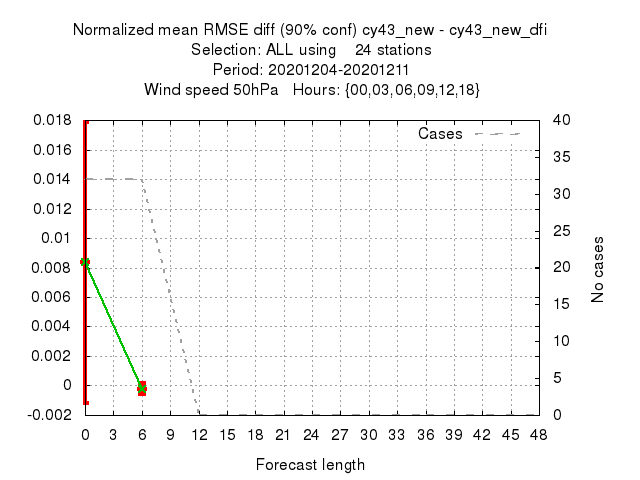 Normalized mean RMSE diff (90% conf) cy43_new - cy43_new_dfi
Selection: ALL using    24 stations
Period: 20201204-20201211
Wind speed 50hPa   Hours: {00,03,06,09,12,18}
Cases
0.018
0.016
0.014
0.012
0.01
0.008
0.006
0.004
0.002
0
-0.002
40
35
30
25
20
15
10
5
0
No cases
0 3 6 9 12 15 18 21 24 27 30 33 36 39 42 45 48
Forecast length